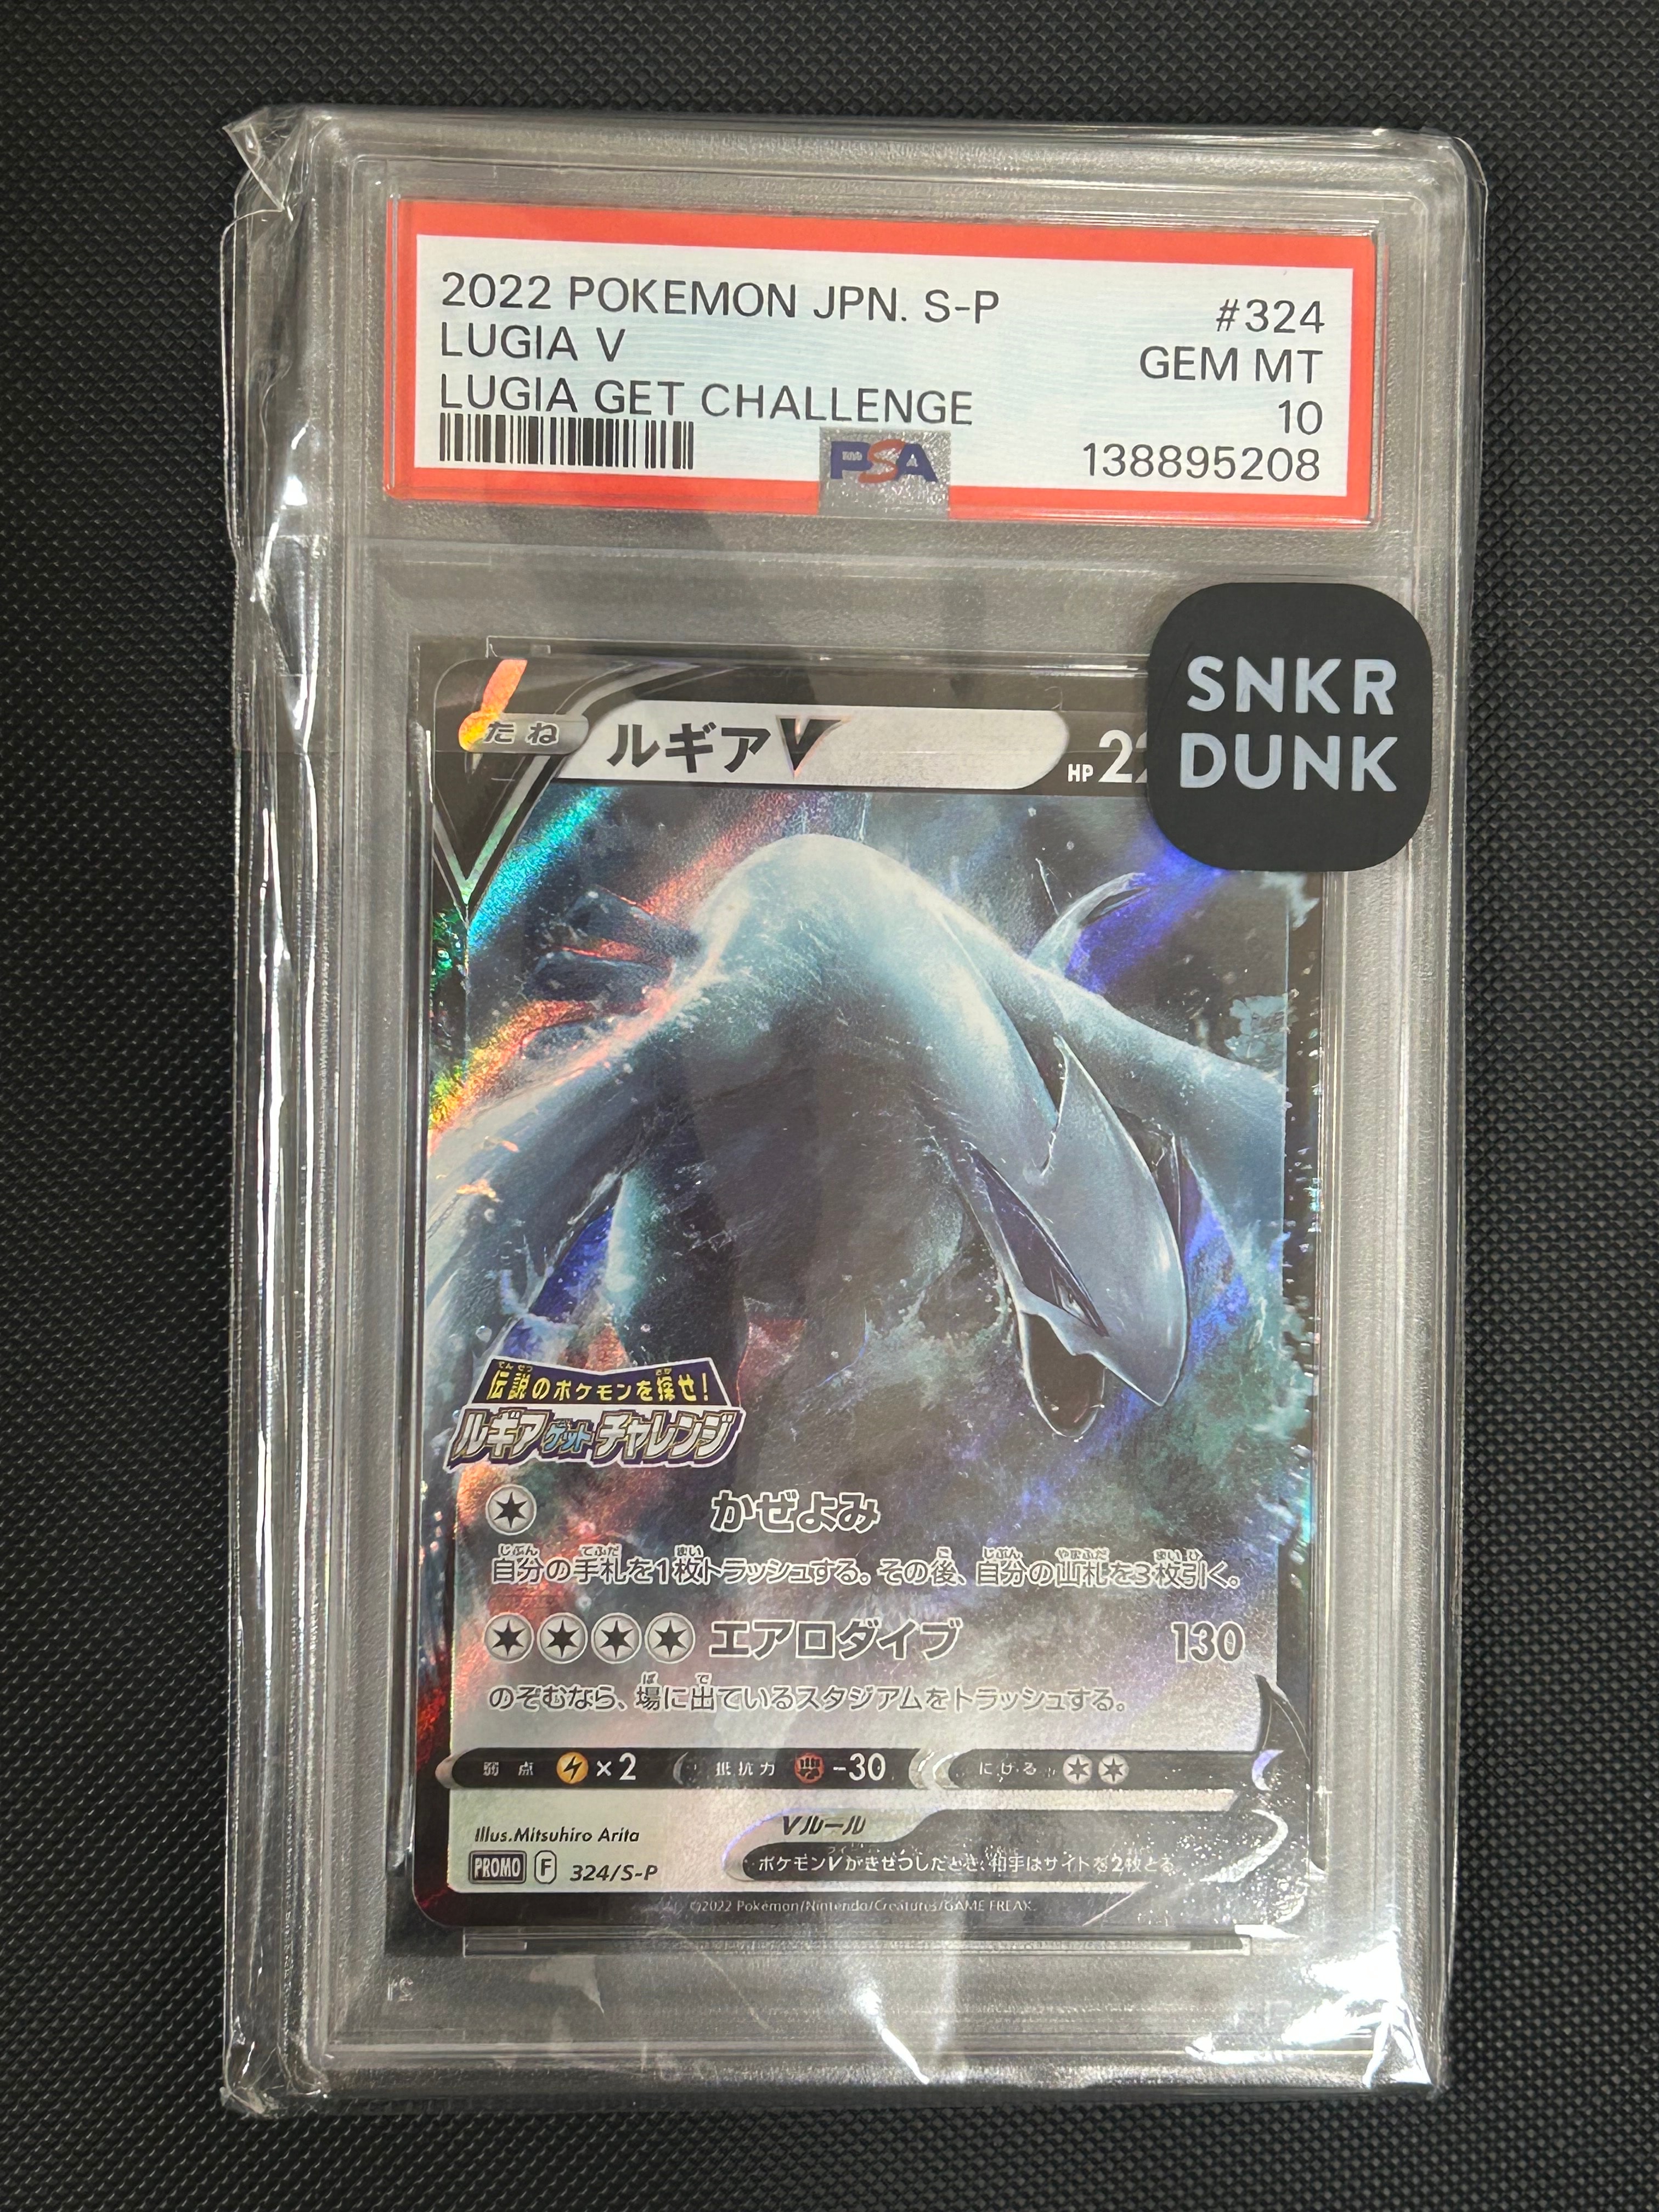 2022 POKEMON JPN. S-P
#324
LUGIA V
GEM MT
LUGIA GET CHALLENGE
10
PSA
138895208
SNKR
DUNK
たね
ルギアV
HP 22
伝説のポケモンを探せ!
ルギアゲットチャレンジ
かぜよみ
自分の手札を1枚トラッシュする。その後、自分の山札を3枚引く。
エアロダイブ 130
のぞむなら、場に出ているスタジアムをトラッシュする。
弱点 ×2 抵抗力 -30 にげる
Illus.Mitsuhiro Arita
Vルール
PROMO F 324/S-P
ポケモンVがきぜつしたとき、相手はサイドを2枚とる。
©2022 Pokémon/Nintendo/Creatures/GAME FREAK.